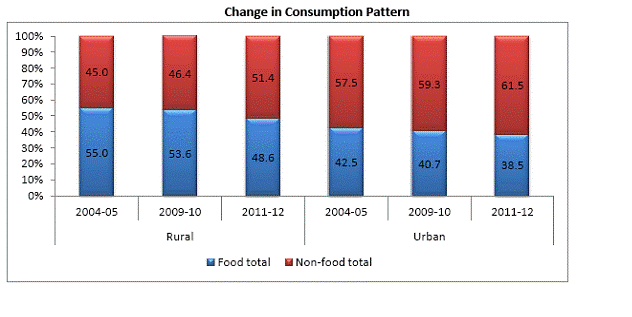 Change in Consumption Pattern
100%
90%
80%
70%
60%
50%
40%
30%
20%
10%
0%
45.0 46.4 51.4 57.5 59.3 61.5
55.0 53.6 48.6 42.5 40.7 38.5
2004-05 2009-10 2011-12 2004-05 2009-10 2011-12
Rural Urban
Food total Non-food total